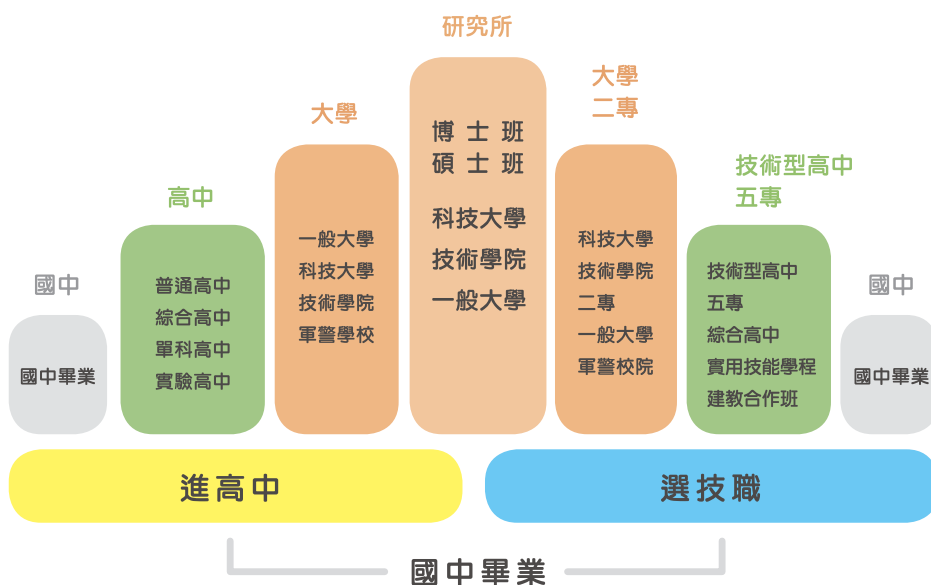 研究所
博士班
碩士班
科技大學
技術學院
一般大學
大學
一般大學
科技大學
技術學院
軍警學校
大學
二專
科技大學
技術學院
二專
一般大學
軍警校院
高中
普通高中
綜合高中
單科高中
實驗高中
技術型高中
五專
技術型高中
五專
綜合高中
實用技能學程
建教合作班
國中
國中畢業
國中
國中畢業
進高中
選技職
國中畢業